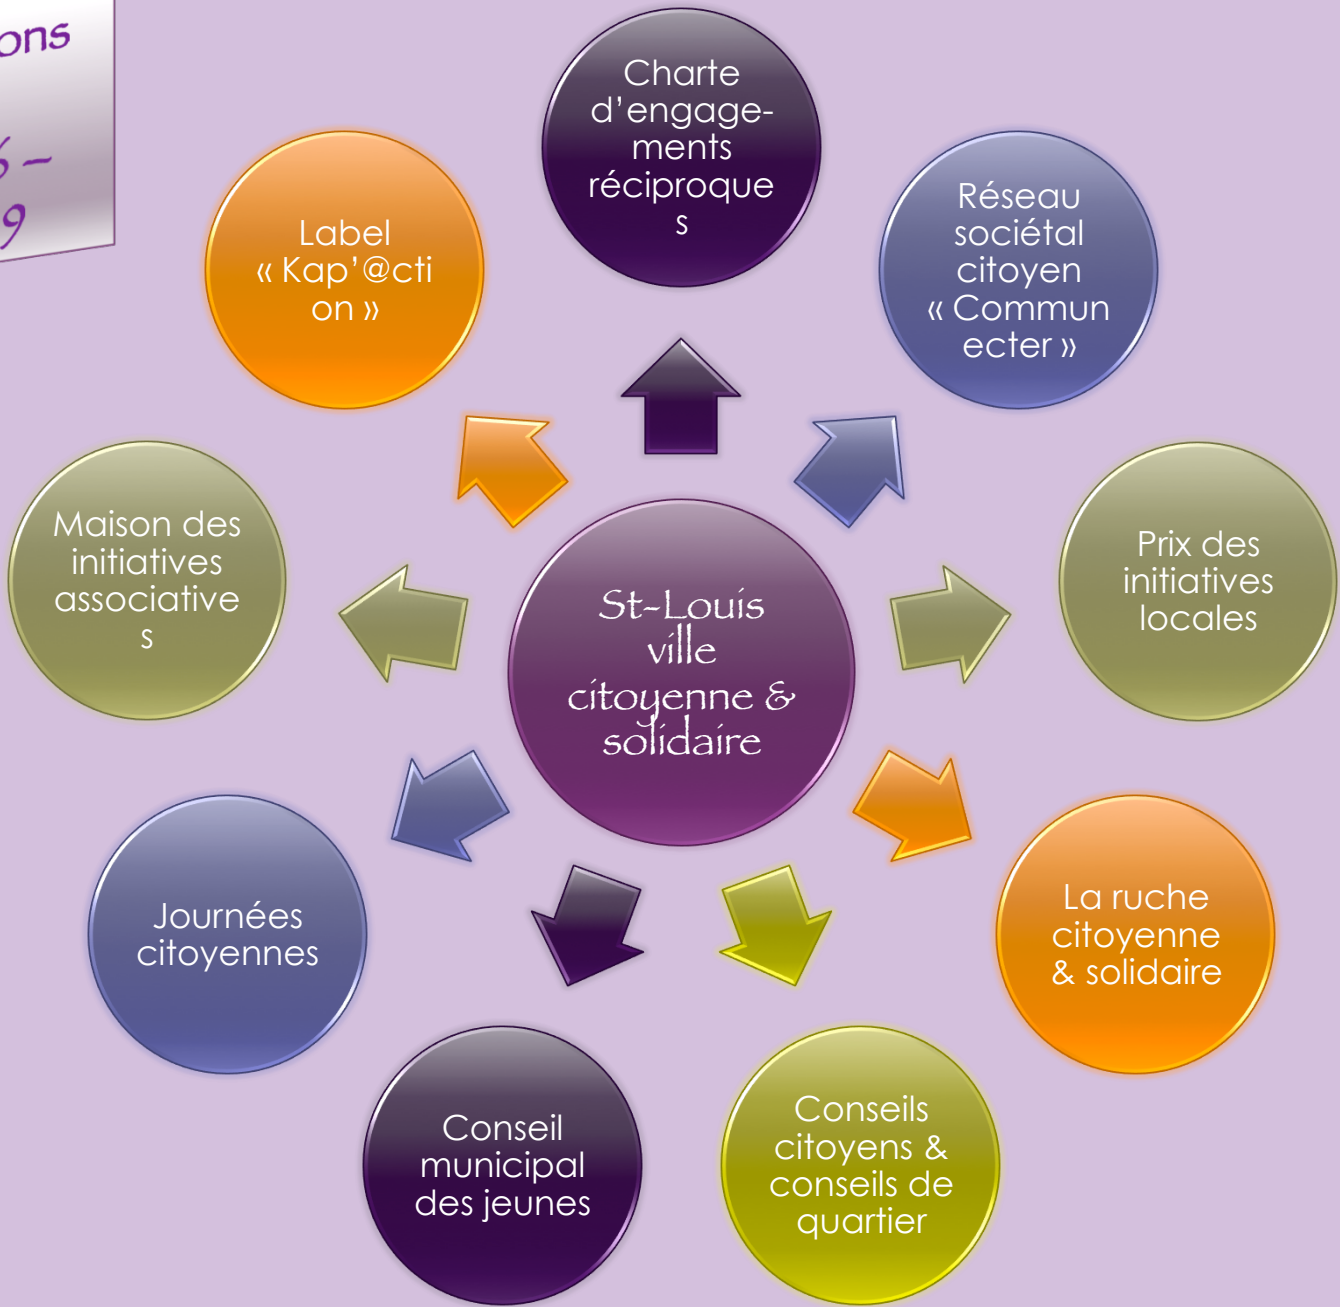 Charte
d’engage-
ments
réciproque
s
Réseau
sociétal
citoyen
« Commun
ecter »
Prix des
initiatives
locales
La ruche
citoyenne
& solidaire
Conseils
citoyens &
conseils de
quartier
Conseil
municipal
des jeunes
Journées
citoyennes
Maison des
initiatives
associative
s
Label
« Kap’@cti
on »
St-Louis
ville
citoyenne &
solidaire